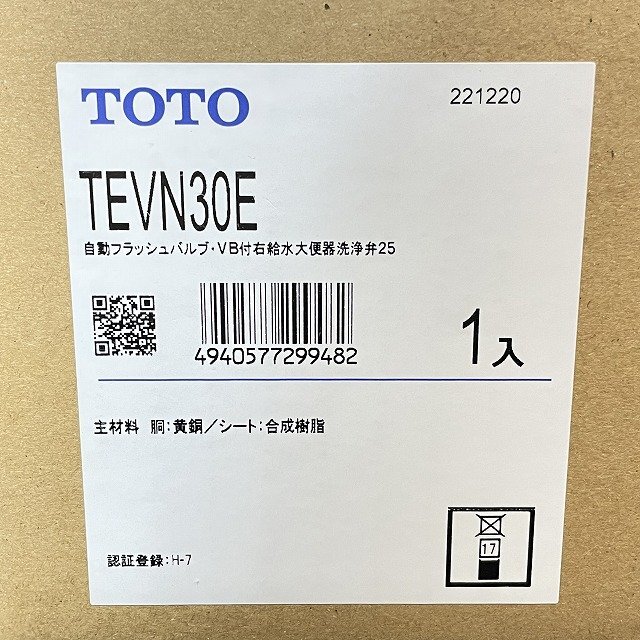 TOTO
221220
TEVN30E
自動フラッシュバルブ・VB付右給水大便器洗浄弁25
4940577299482
1入
主材料 胴:黄銅/シート:合成樹脂
17
認証登録:H-7